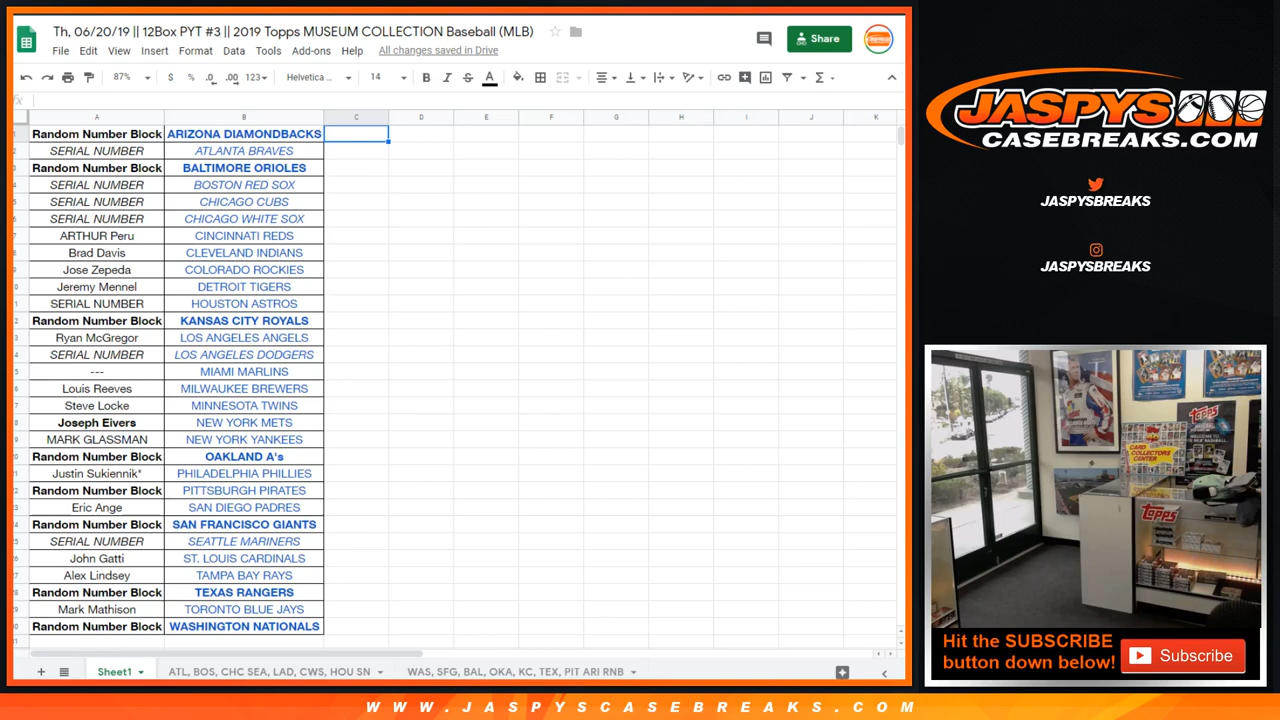 Th, 06/20/19 || 12Box PYT #3 || 2019 Topps MUSEUM COLLECTION Baseball (MLB)
File Edit View Insert Format Data Tools Add-ons Help All changes saved in Drive
Share
87% $ % .0 .00 123 Helvetica ... 14 B I S A
fx
A B C D E F G H I J K
Random Number Block ARIZONA DIAMONDBACKS
SERIAL NUMBER ATLANTA BRAVES
Random Number Block BALTIMORE ORIOLES
SERIAL NUMBER BOSTON RED SOX
SERIAL NUMBER CHICAGO CUBS
SERIAL NUMBER CHICAGO WHITE SOX
ARTHUR Peru CINCINNATI REDS
Brad Davis CLEVELAND INDIANS
Jose Zepeda COLORADO ROCKIES
Jeremy Mennel DETROIT TIGERS
SERIAL NUMBER HOUSTON ASTROS
Random Number Block KANSAS CITY ROYALS
Ryan McGregor LOS ANGELES ANGELS
SERIAL NUMBER LOS ANGELES DODGERS
--- MIAMI MARLINS
Louis Reeves MILWAUKEE BREWERS
Steve Locke MINNESOTA TWINS
Joseph Eivers NEW YORK METS
MARK GLASSMAN NEW YORK YANKEES
Random Number Block OAKLAND A's
Justin Sukiennik* PHILADELPHIA PHILLIES
Random Number Block PITTSBURGH PIRATES
Eric Ange SAN DIEGO PADRES
Random Number Block SAN FRANCISCO GIANTS
SERIAL NUMBER SEATTLE MARINERS
John Gatti ST. LOUIS CARDINALS
Alex Lindsey TAMPA BAY RAYS
Random Number Block TEXAS RANGERS
Mark Mathison TORONTO BLUE JAYS
Random Number Block WASHINGTON NATIONALS
Sheet1 ATL, BOS, CHC SEA, LAD, CWS, HOU SN WAS, SFG, BAL, OKA, KC, TEX, PIT ARI RNB
JASPYS
CASEBREAKS.COM
JASPYSBREAKS
JASPYSBREAKS
topps
CARD
COLLECTORS
CENTER
topps
Hit the SUBSCRIBE
button down below!
Subscribe
WWW.JASPYSCASEBREAKS.COM